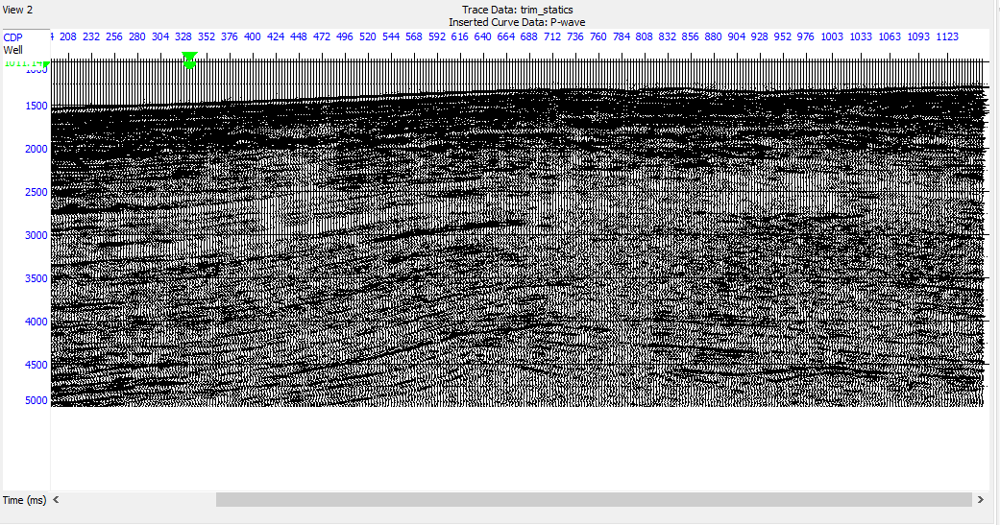 View 2
Trace Data: trim_statics
Inserted Curve Data: P-wave
CDP 208 232 256 280 304 328 352 376 400 424 448 472 496 520 544 568 592 616 640 664 688 712 736 760 784 808 832 856 880 904 928 952 976 1003 1033 1063 1093 1123
Well
1000
1500
2000
2500
3000
3500
4000
4500
5000
Time (ms)